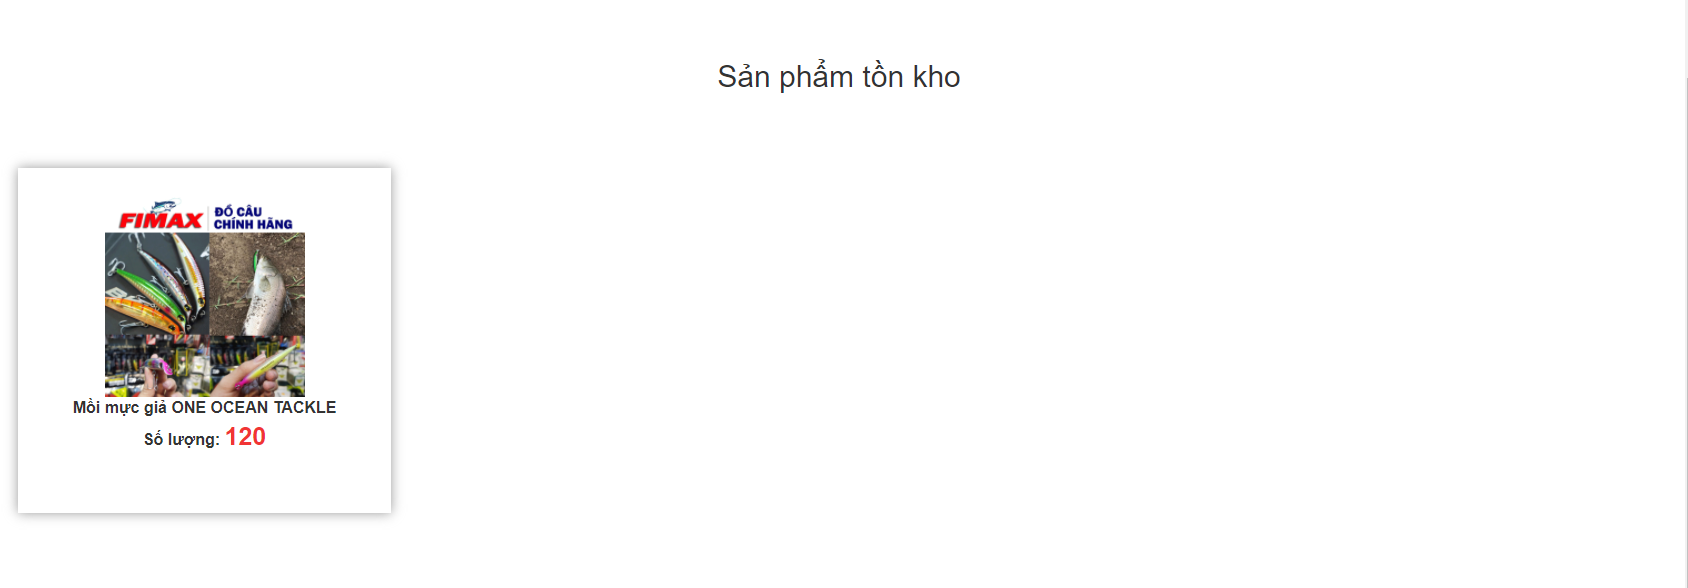 Sản phẩm tồn kho
FIMAX
ĐỒ CÂU
CHÍNH HÃNG
Mồi mực giả ONE OCEAN TACKLE
Số lượng: 120